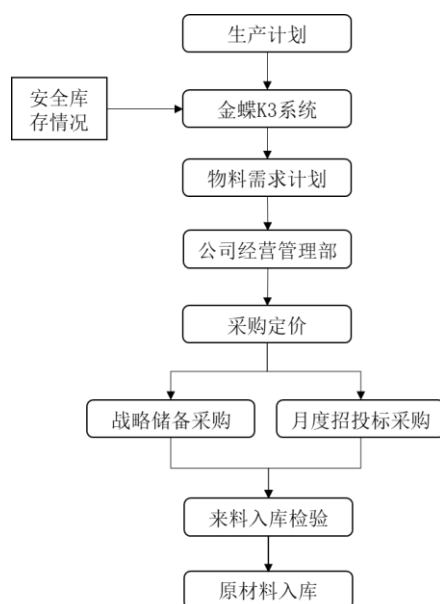 生产计划
安全库
存情况
金蝶K3系统
物料需求计划
公司经营管理部
采购定价
战略储备采购
月度招投标采购
来料入库检验
原材料入库